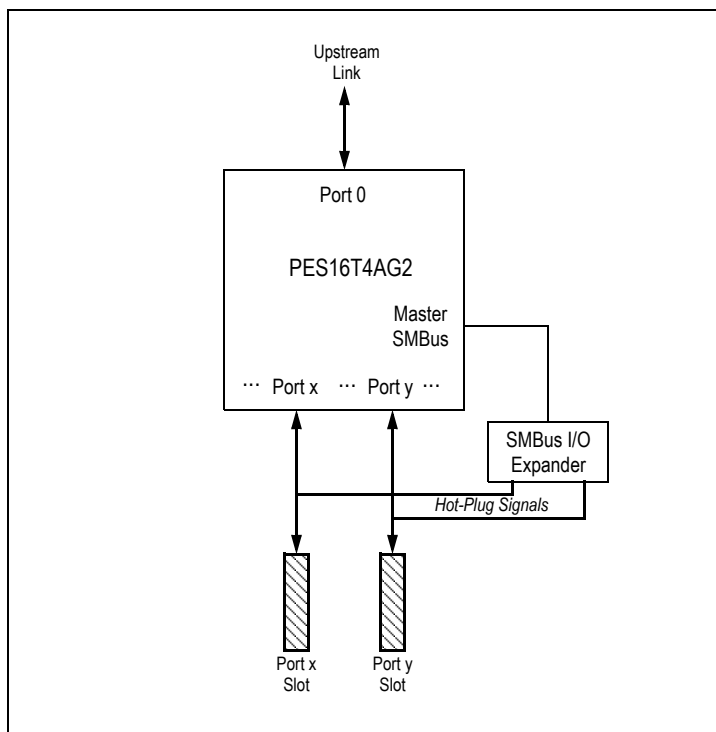 Upstream
Link
Port 0
PES16T4AG2
Master
SMBus
··· Port x ··· Port y ···
SMBus I/O
Expander
Hot-Plug Signals
Port x
Slot
Port y
Slot